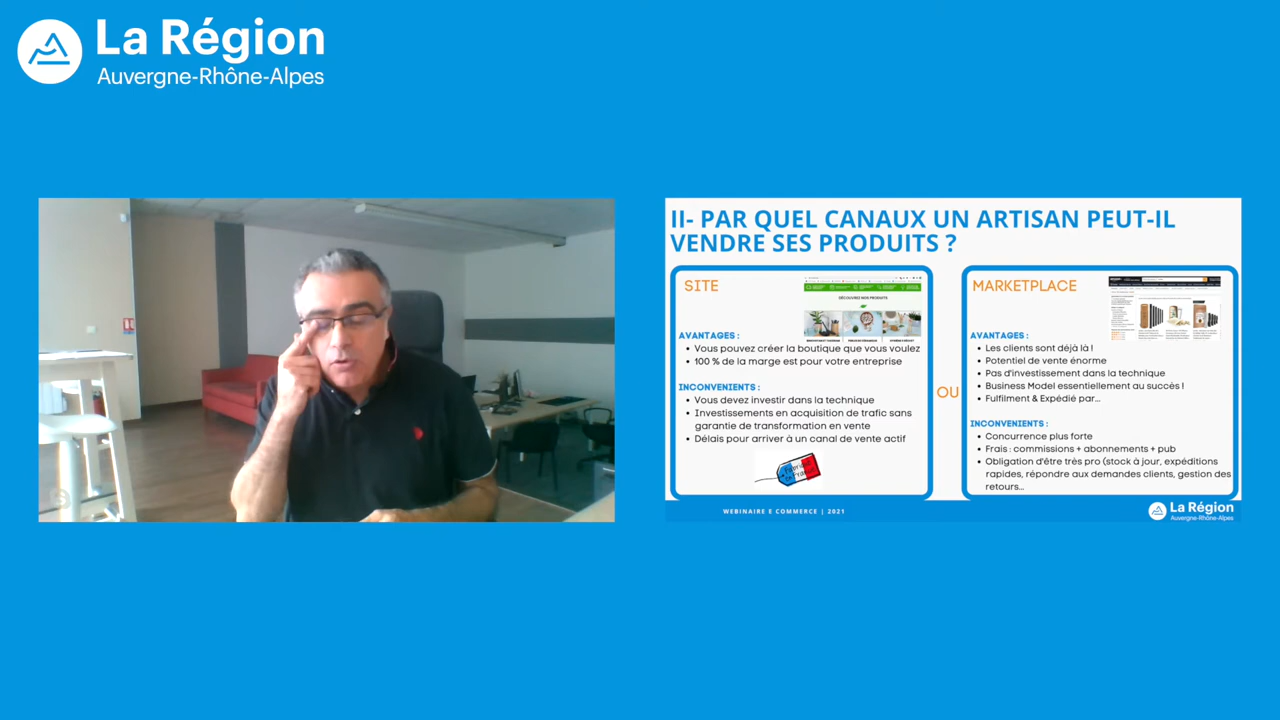 La Région
Auvergne-Rhône-Alpes
II- PAR QUEL CANAUX UN ARTISAN PEUT-IL
VENDRE SES PRODUITS ?
SITE
DÉCOUVREZ NOS PRODUITS
AVANTAGES :
• Vous pouvez créer la boutique que vous voulez
• 100 % de la marge est pour votre entreprise
INCONVENIENTS :
• Vous devez investir dans la technique
• Investissements en acquisition de trafic sans
garantie de transformation en vente
• Délais pour arriver à un canal de vente actif
OU
MARKETPLACE
AVANTAGES :
• Les clients sont déjà là !
• Potentiel de vente énorme
• Pas d'investissement dans la technique
• Business Model essentiellement au succès !
• Fulfilment & Expédié par...
INCONVENIENTS :
• Concurrence plus forte
• Frais : commissions + abonnements + pub
• Obligation d'être très pro (stock à jour, expéditions
rapides, répondre aux demandes clients, gestion des
retours...
WEBINAIRE E COMMERCE | 2021
La Région
Auvergne-Rhône-Alpes